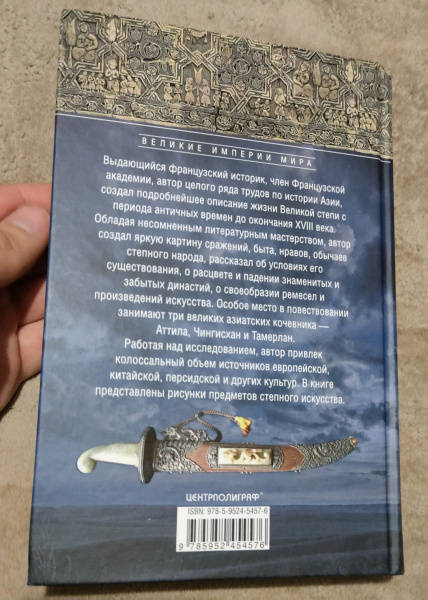 ВЕЛИКИЕ ИМПЕРИИ МИРА
Выдающийся французский историк, член Французской
академии, автор целого ряда трудов по истории Азии,
создал подробнейшее описание жизни Великой степи с
периода античных времен до окончания XVIII века.
Обладая несомненным литературным мастерством, автор
создал яркую картину сражений, быта, нравов, обычаев
степного народа, рассказал об условиях его
существования, о расцвете и падении знаменитых и
забытых династий, о своеобразии ремесел и
произведений искусства. Особое место в повествовании
занимают три великих азиатских кочевника —
Аттила, Чингисхан и Тамерлан.
Работая над исследованием, автор привлек
колоссальный объем источников европейской,
китайской, персидской и других культур. В книге
представлены рисунки предметов степного искусства.
ЦЕНТРПОЛИГРАФ®
ISBN: 978-5-9524-5457-6
9 785952 454576